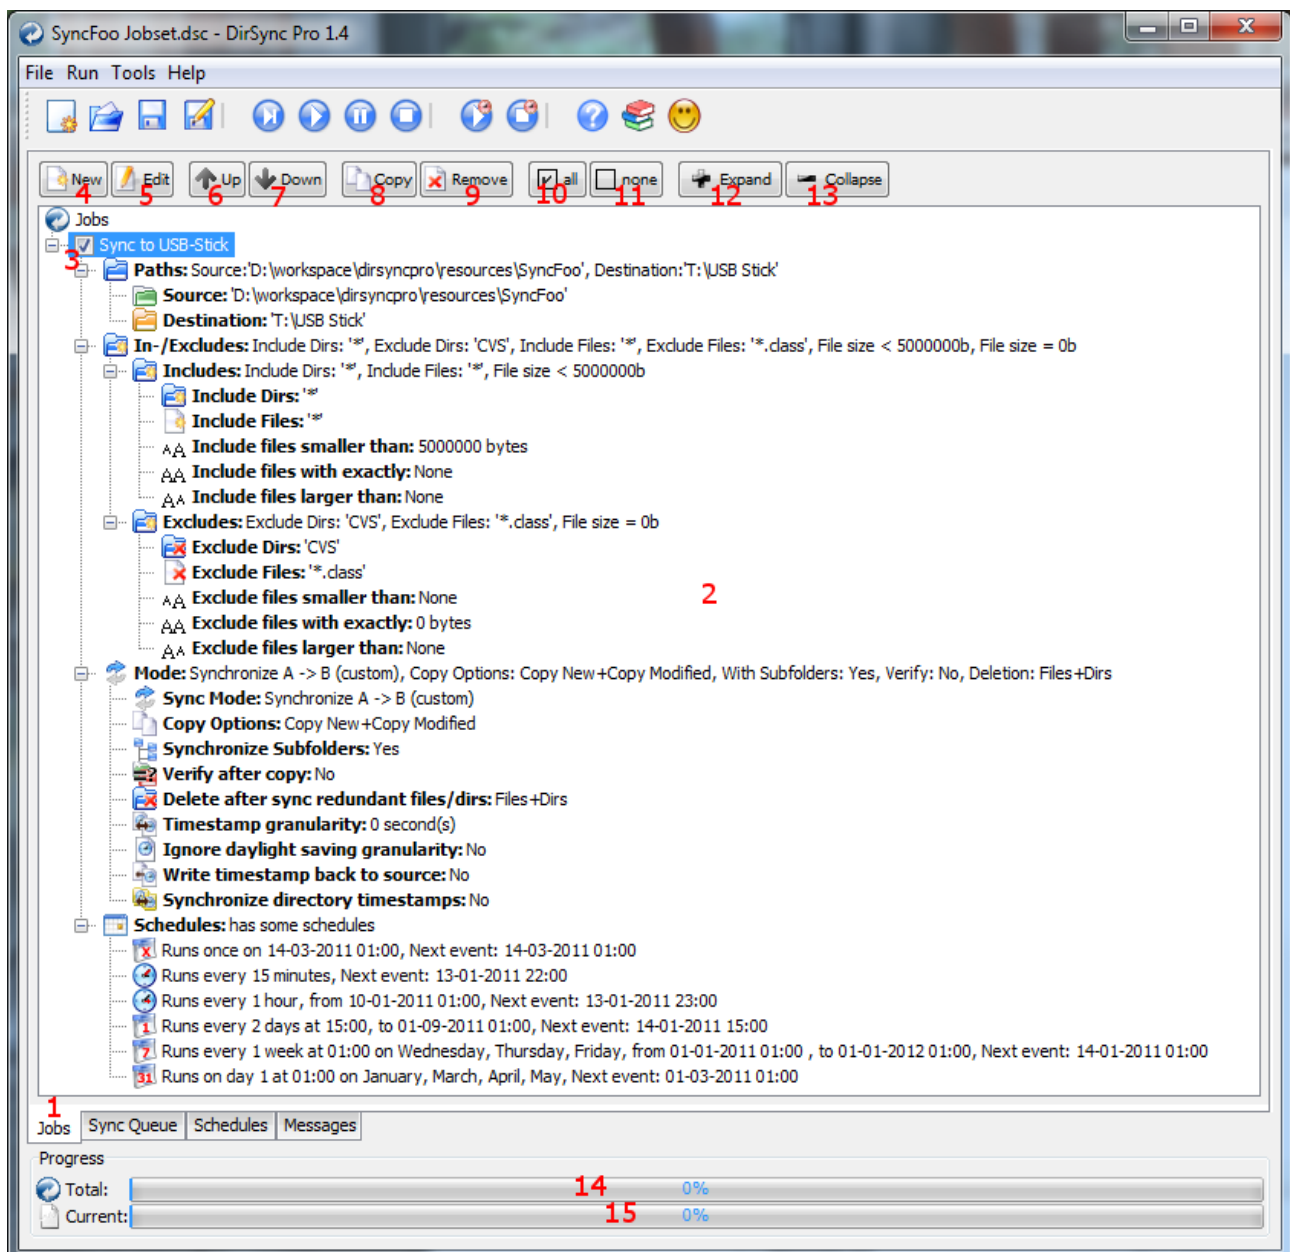 SyncFoo Jobset.dsc - DirSync Pro 1.4
File Run Tools Help
New Edit Up Down Copy Remove all none Expand Collapse
4 5 6 7 8 9 10 11 12 13
Jobs
Sync to USB-Stick
3
Paths: Source:'D:\workspace\dirsyncpro\resources\SyncFoo', Destination:'T:\USB Stick'
Source: 'D:\workspace\dirsyncpro\resources\SyncFoo'
Destination: 'T:\USB Stick'
In-/Excludes: Include Dirs: '*', Exclude Dirs: 'CVS', Include Files: '*', Exclude Files: '*.class', File size < 5000000b, File size = 0b
Includes: Include Dirs: '*', Include Files: '*', File size < 5000000b
Include Dirs: '*'
Include Files: '*'
Include files smaller than: 5000000 bytes
Include files with exactly: None
Include files larger than: None
Excludes: Exclude Dirs: 'CVS', Exclude Files: '*.class', File size = 0b
Exclude Dirs: 'CVS'
Exclude Files: '*.class'
Exclude files smaller than: None
2
Exclude files with exactly: 0 bytes
Exclude files larger than: None
Mode: Synchronize A -> B (custom), Copy Options: Copy New+Copy Modified, With Subfolders: Yes, Verify: No, Deletion: Files+Dirs
Sync Mode: Synchronize A -> B (custom)
Copy Options: Copy New+Copy Modified
Synchronize Subfolders: Yes
Verify after copy: No
Delete after sync redundant files/dirs: Files+Dirs
Timestamp granularity: 0 second(s)
Ignore daylight saving granularity: No
Write timestamp back to source: No
Synchronize directory timestamps: No
Schedules: has some schedules
Runs once on 14-03-2011 01:00, Next event: 14-03-2011 01:00
Runs every 15 minutes, Next event: 13-01-2011 22:00
Runs every 1 hour, from 10-01-2011 01:00, Next event: 13-01-2011 23:00
Runs every 2 days at 15:00, to 01-09-2011 01:00, Next event: 14-01-2011 15:00
Runs every 1 week at 01:00 on Wednesday, Thursday, Friday, from 01-01-2011 01:00 , to 01-01-2012 01:00, Next event: 14-01-2011 01:00
Runs on day 1 at 01:00 on January, March, April, May, Next event: 01-03-2011 01:00
1
Jobs Sync Queue Schedules Messages
Progress
Total: 14 0%
Current: 15 0%